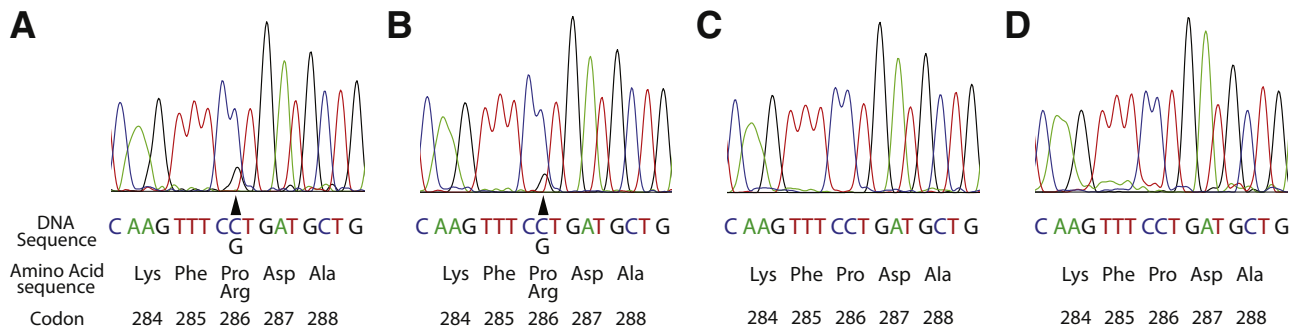 A B C D
DNA Sequence C AAG TTT CCT GAT GCT G C AAG TTT CCT GAT GCT G C AAG TTT CCT GAT GCT G C AAG TTT CCT GAT GCT G
G G
Amino Acid sequence Lys Phe Pro Asp Ala Lys Phe Pro Asp Ala Lys Phe Pro Asp Ala Lys Phe Pro Asp Ala
Arg Arg
Codon 284 285 286 287 288 284 285 286 287 288 284 285 286 287 288 284 285 286 287 288